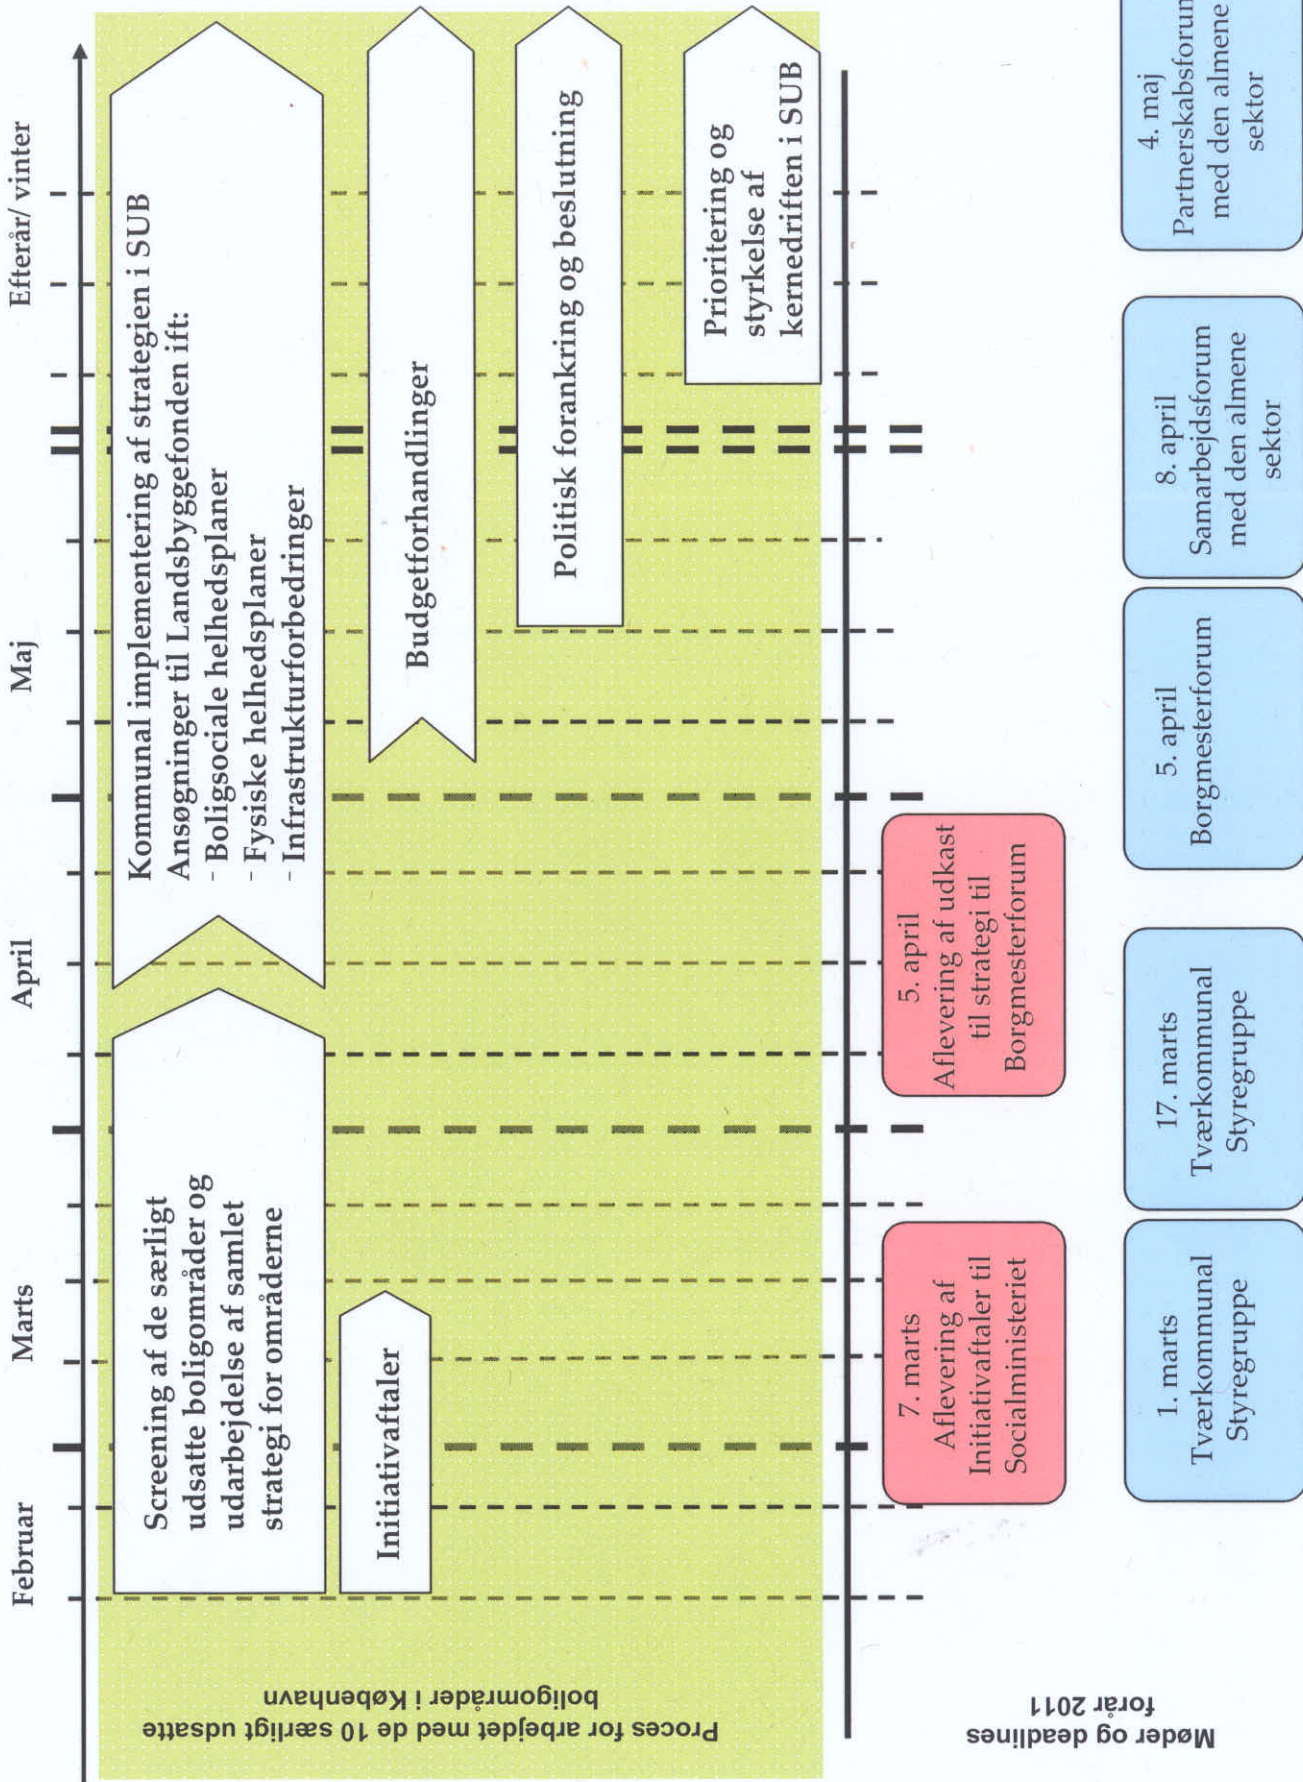 Februar
Marts
April
Maj
Efterår/ vinter
Proces for arbejdet med de 10 særligt udsatte
boligområder i København
Screening af de særligt
udsatte boligområder og
udarbejdelse af samlet
strategi for områderne
Kommunal implementering af strategien i SUB
Ansøgninger til Landsbyggefonden ift:
- Boligsociale helhedsplaner
- Fysiske helhedsplaner
- Infrastrukturforbedringer
Initiativaftaler
Budgetforhandlinger
Politisk forankring og beslutning
Prioritering og
styrkelse af
kernedriften i SUB
Møder og deadlines
forår 2011
7. marts
Aflevering af
Initiativaftaler til
Socialministeriet
5. april
Aflevering af udkast
til strategi til
Borgmesterforum
1. marts
Tværkommunal
Styregruppe
17. marts
Tværkommunal
Styregruppe
5. april
Borgmesterforum
8. april
Samarbejdsforum
med den almene
sektor
4. maj
Partnerskabsforum
med den almene
sektor